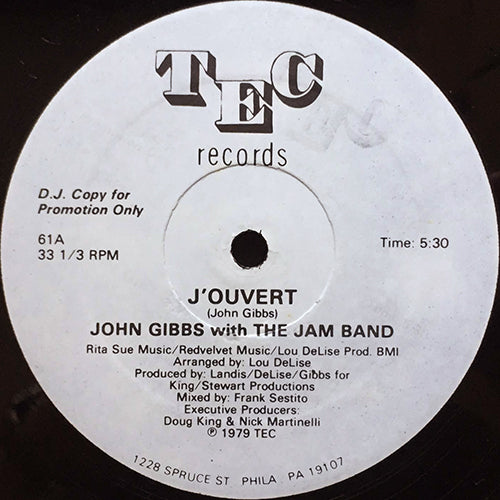 TEC
records
D.J. Copy for
Promotion Only
61A
33 1/3 RPM
Time: 5:30
J'OUVERT
(John Gibbs)
JOHN GIBBS with THE JAM BAND
Rita Sue Music/Redvelvet Music/Lou DeLise Prod. BMI
Arranged by: Lou DeLise
Produced by: Landis/DeLise/Gibbs for
King/Stewart Productions
Mixed by: Frank Sestito
Executive Producers:
Doug King & Nick Martinelli
℗ 1979 TEC
1228 SPRUCE ST. PHILA. PA 19107